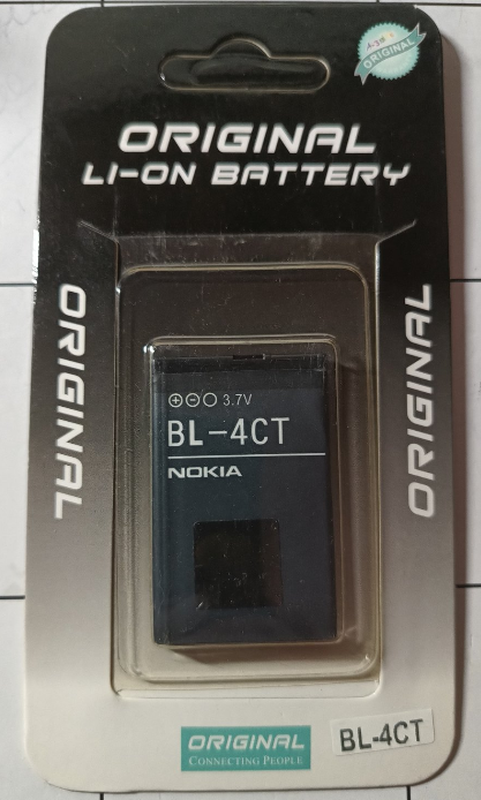 ORIGINAL
ORIGINAL
LI-ON BATTERY
ORIGINAL
ORIGINAL
3.7V
BL-4CT
NOKIA
ORIGINAL
CONNECTING PEOPLE
BL-4CT